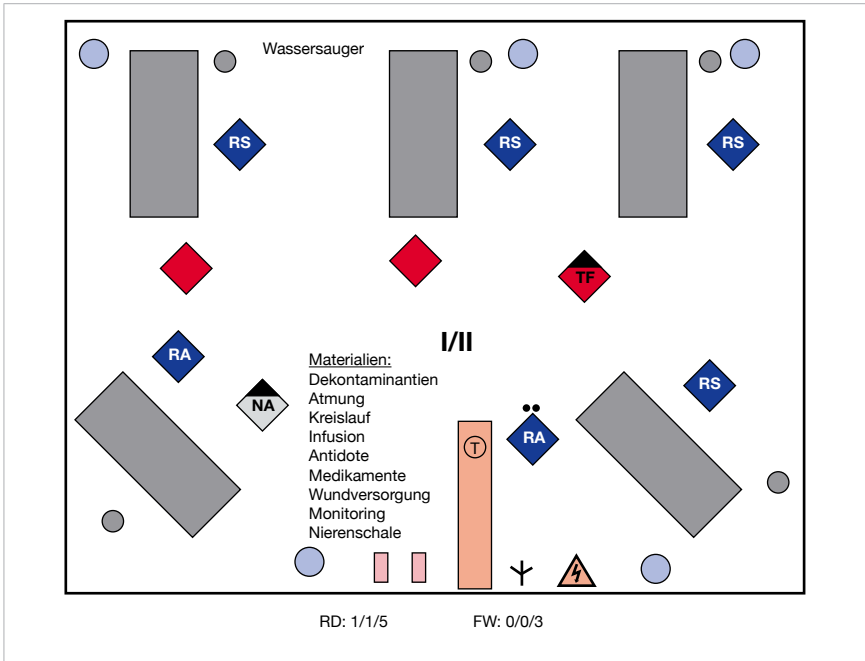 Wassersauger
RS
RS
RS
TF
I/II
RA
NA
Materialien:
Dekontaminantien
Atmung
Kreislauf
Infusion
Antidote
Medikamente
Wundversorgung
Monitoring
Nierenschale
T
RA
RS
RD: 1/1/5
FW: 0/0/3